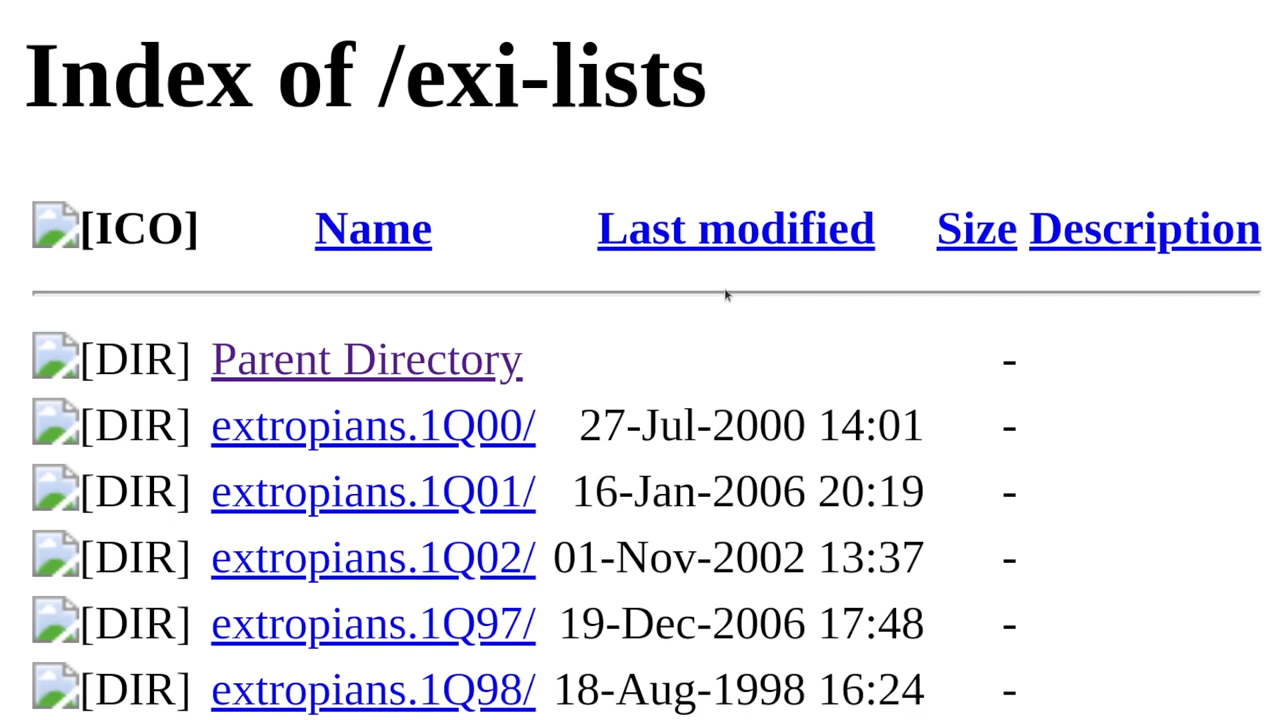 Index of /exi-lists
[ICO] Name Last modified Size Description
[DIR] Parent Directory -
[DIR] extropians.1Q00/ 27-Jul-2000 14:01 -
[DIR] extropians.1Q01/ 16-Jan-2006 20:19 -
[DIR] extropians.1Q02/ 01-Nov-2002 13:37 -
[DIR] extropians.1Q97/ 19-Dec-2006 17:48 -
[DIR] extropians.1Q98/ 18-Aug-1998 16:24 -